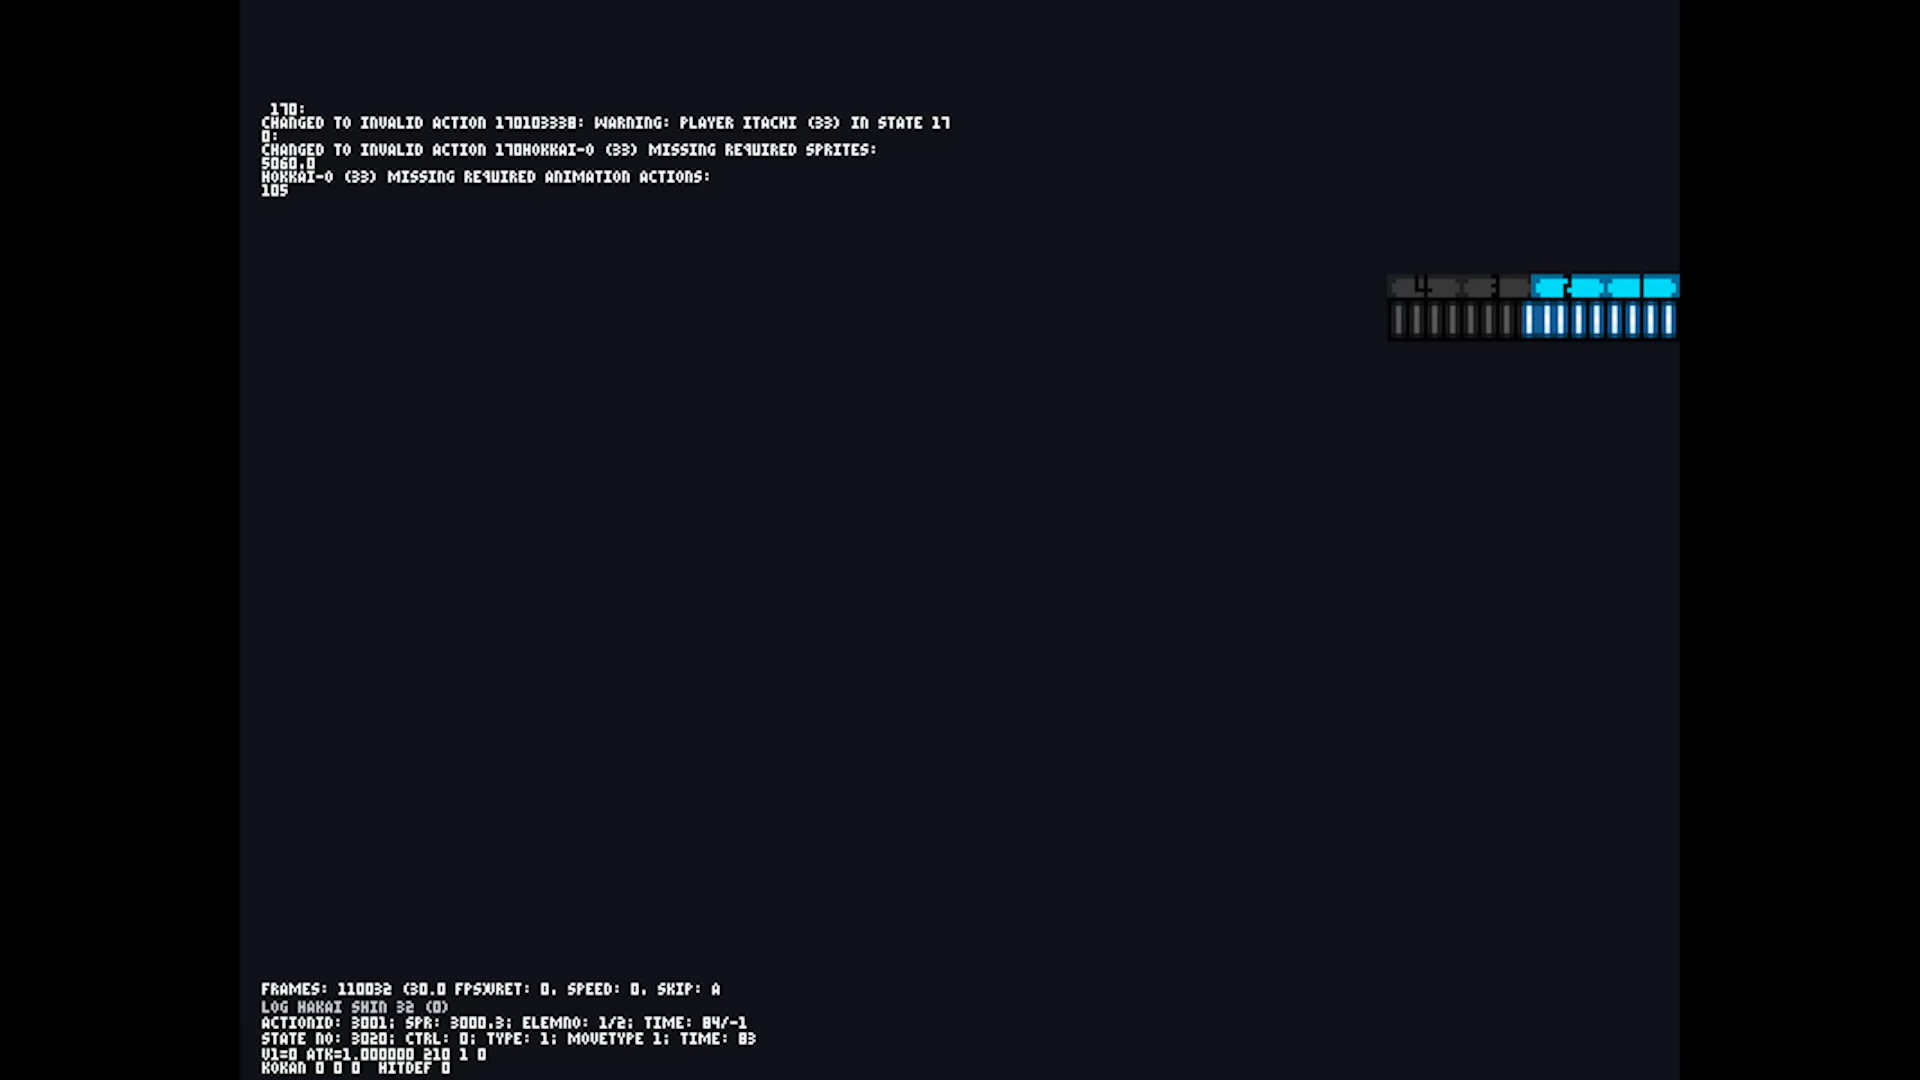 170:
CHANGED TO INVALID ACTION 170103338: WARNING: PLAYER ITACHI (33) IN STATE 17
0:
CHANGED TO INVALID ACTION 170HOKKAI-O (33) MISSING REQUIRED SPRITES:
5060.0
HOKKAI-O (33) MISSING REQUIRED ANIMATION ACTIONS:
105
4 3 2
FRAMES: 110032 (30.0 FPS)VRET: 0, SPEED: 0, SKIP: A
LOG HAKAI SHIN 32 (0)
ACTIONID: 3001; SPR: 3000.3; ELEMNO: 1/2; TIME: 84/-1
STATE NO: 3020; CTRL: 0; TYPE: 1; MOVETYPE 1; TIME: 83
V1=0 ATK=1.000000 210 1 0
KOKAN 0 0 0 HITDEF 0